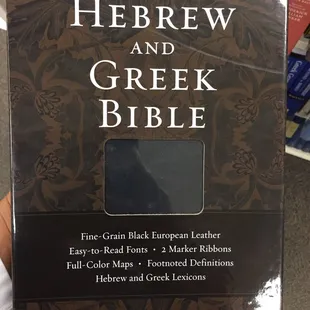 HEBREW
AND
GREEK
BIBLE
Fine-Grain Black European Leather
Easy-to-Read Fonts • 2 Marker Ribbons
Full-Color Maps • Footnoted Definitions
Hebrew and Greek Lexicons